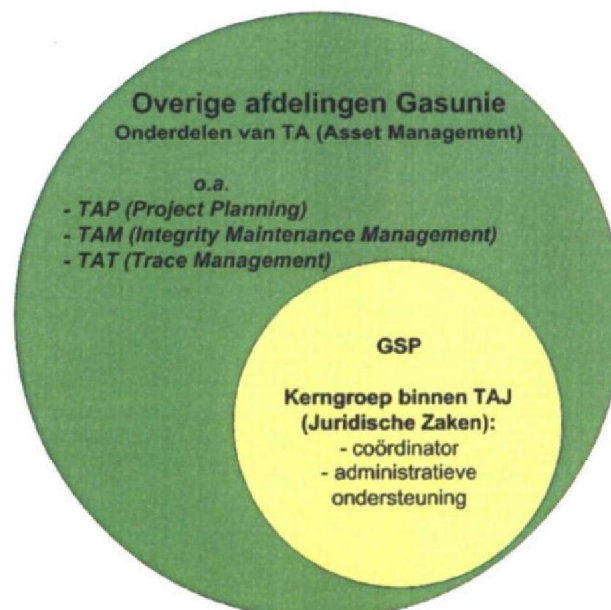 Overige afdelingen Gasunie
Onderdelen van TA (Asset Management)
o.a.
- TAP (Project Planning)
- TAM (Integrity Maintenance Management)
- TAT (Trace Management)
GSP
Kerngroep binnen TAJ
(Juridische Zaken):
- coördinator
- administratieve
ondersteuning